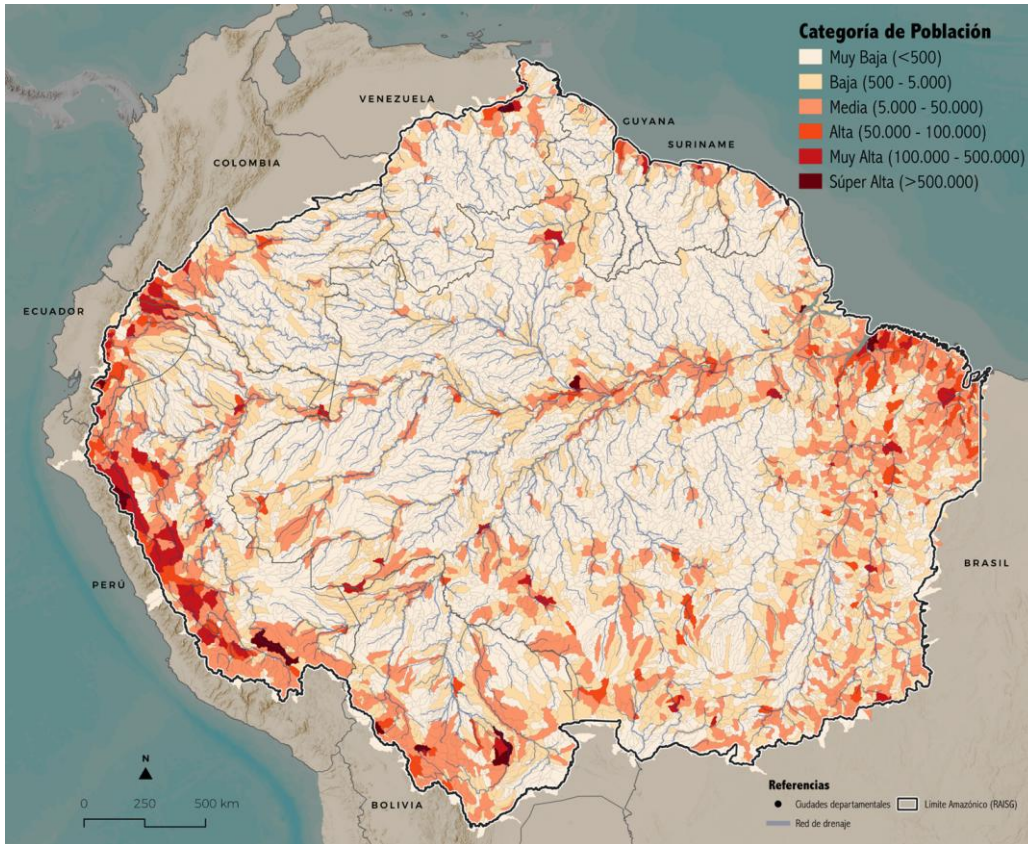 Categoría de Población
Muy Baja (<500)
Baja (500 - 5.000)
Media (5.000 - 50.000)
Alta (50.000 - 100.000)
Muy Alta (100.000 - 500.000)
Súper Alta (>500.000)
VENEZUELA
GUYANA
SURINAME
COLOMBIA
ECUADOR
PERÚ
BRASIL
BOLIVIA
N
0 250 500 km
Referencias
Ciudades departamentales
Límite Amazónico (RAISG)
Red de drenaje